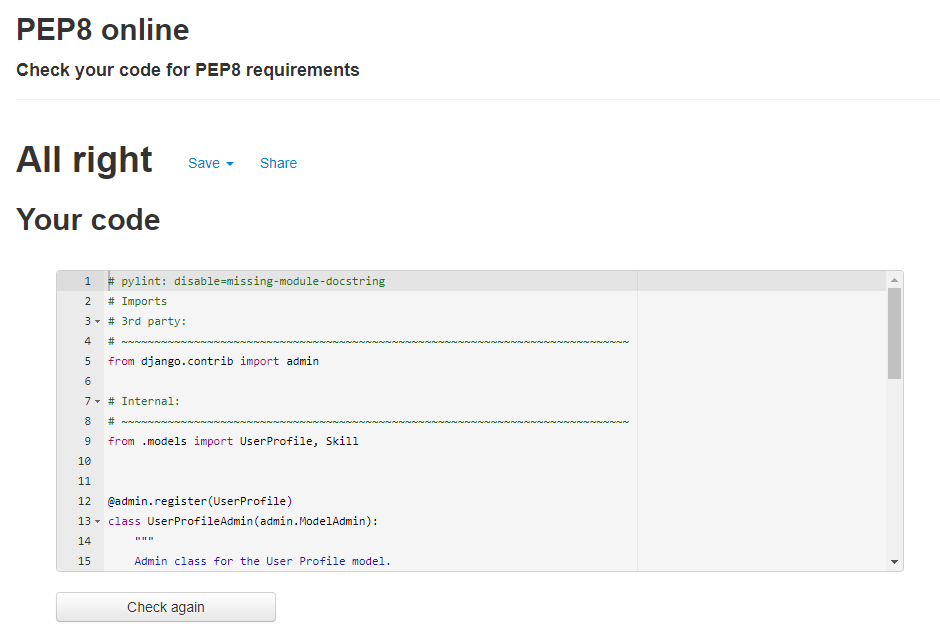 PEP8 online
Check your code for PEP8 requirements
All right Save Share
Your code
1 # pylint: disable=missing-module-docstring
2 # Imports
3 # 3rd party:
4 # ~~~~~~~~~~~~~~~~~~~~~~~~~~~~~~~~~~~~~~~~~~~~~~~~~~~~~~~~~~~~~~~~~~~~~~~~~~~~~
5 from django.contrib import admin
6
7 # Internal:
8 # ~~~~~~~~~~~~~~~~~~~~~~~~~~~~~~~~~~~~~~~~~~~~~~~~~~~~~~~~~~~~~~~~~~~~~~~~~~~~~
9 from .models import UserProfile, Skill
10
11
12 @admin.register(UserProfile)
13 class UserProfileAdmin(admin.ModelAdmin):
14     """
15     Admin class for the User Profile model.
Check again